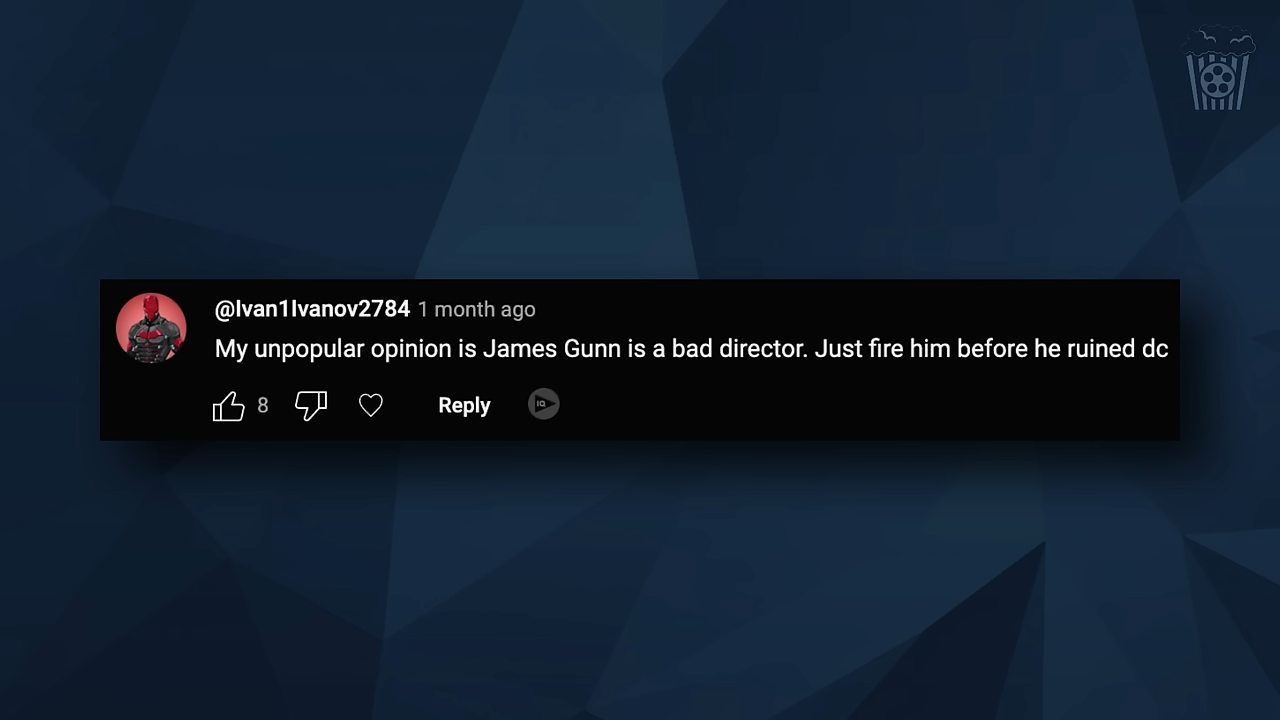 @Ivan1Ivanov2784 1 month ago
My unpopular opinion is James Gunn is a bad director. Just fire him before he ruined dc
8 Reply IQ